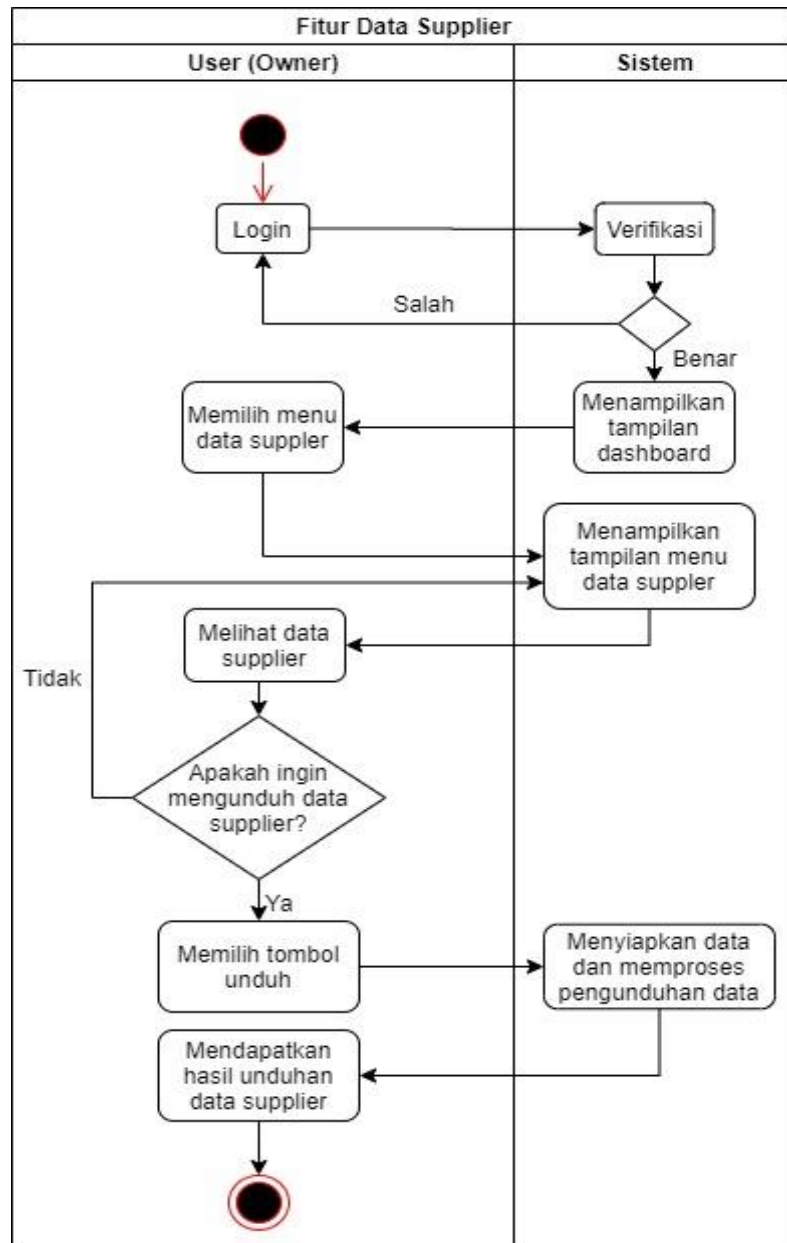 Fitur Data Supplier
User (Owner)
Sistem
Login
Verifikasi
Salah
Benar
Memilih menu
data suppler
Menampilkan
tampilan
dashboard
Menampilkan
tampilan menu
data suppler
Melihat data
supplier
Tidak
Apakah ingin
mengunduh data
supplier?
Ya
Memilih tombol
unduh
Menyiapkan data
dan memproses
pengunduhan data
Mendapatkan
hasil unduhan
data supplier